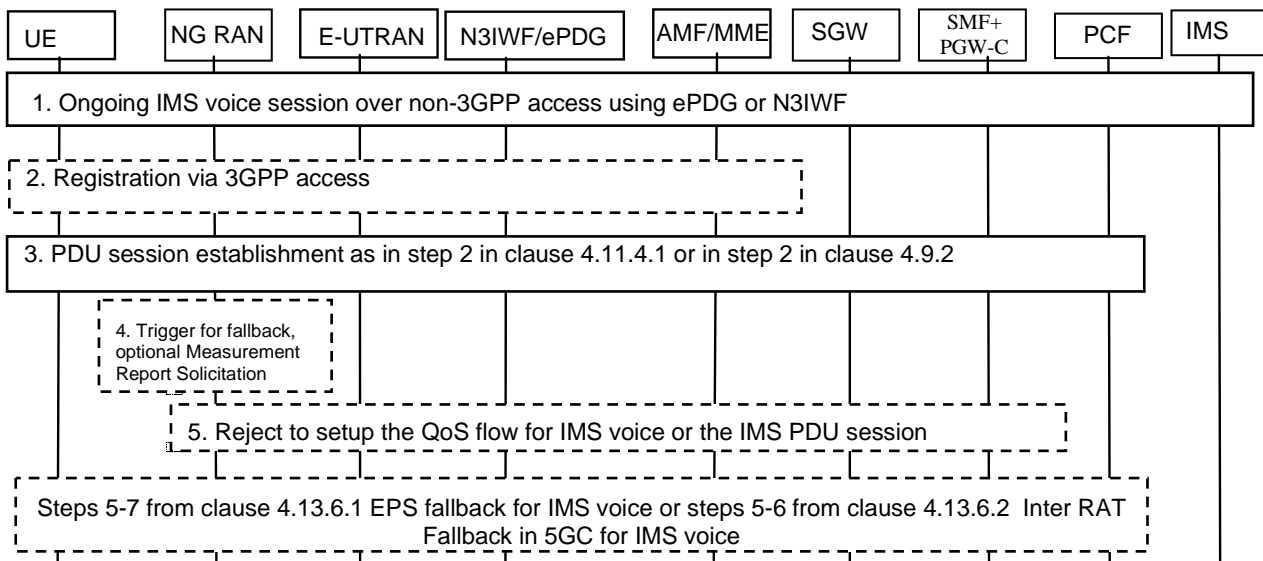 UE
NG RAN
E-UTRAN
N3IWF/ePDG
AMF/MME
SGW
SMF+
PGW-C
PCF
IMS
1. Ongoing IMS voice session over non-3GPP access using ePDG or N3IWF
2. Registration via 3GPP access
3. PDU session establishment as in step 2 in clause 4.11.4.1 or in step 2 in clause 4.9.2
4. Trigger for fallback,
optional Measurement
Report Solicitation
5. Reject to setup the QoS flow for IMS voice or the IMS PDU session
Steps 5-7 from clause 4.13.6.1 EPS fallback for IMS voice or steps 5-6 from clause 4.13.6.2 Inter RAT
Fallback in 5GC for IMS voice